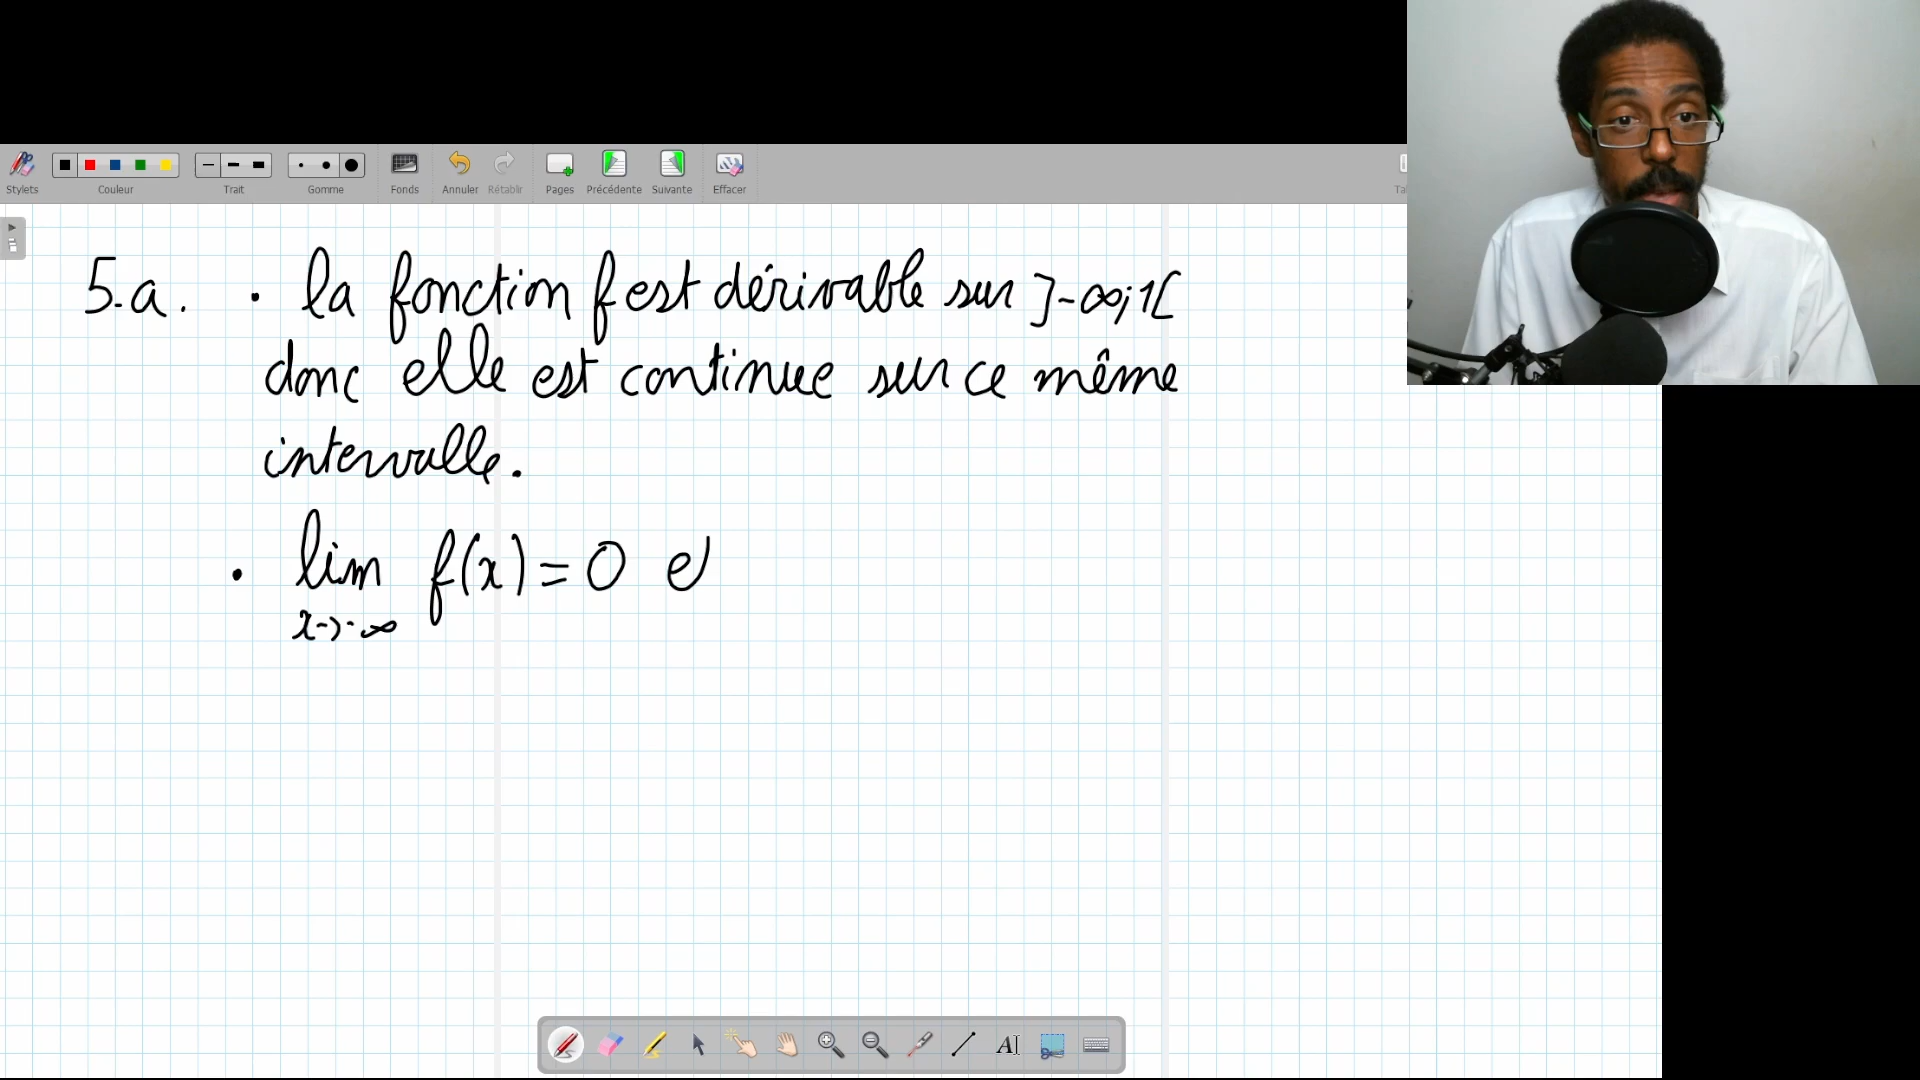 Stylets Couleur Trait Gomme Fonds Annuler Rétablir Pages Précédente Suivante Effacer
5.a. • la fonction f est dérivable sur ]-∞;1[
donc elle est continue sur ce même
intervalle.
• lim f(x) = 0 e
x→-∞